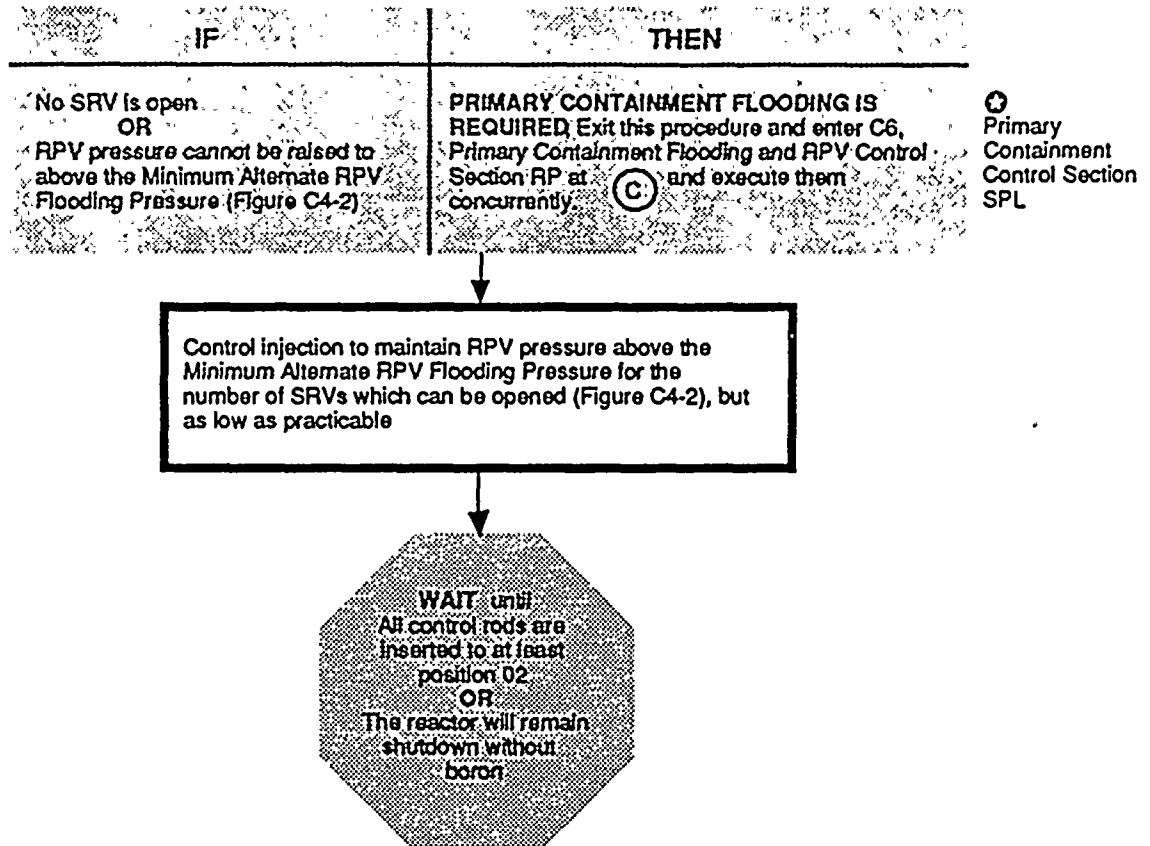 IF
THEN
No SRV is open
OR
RPV pressure cannot be raised to
above the Minimum Alternate RPV
Flooding Pressure (Figure C4-2)
PRIMARY CONTAINMENT FLOODING IS
REQUIRED Exit this procedure and enter C6,
Primary Containment Flooding and RPV Control
Section RP at C and execute them
concurrently.
Primary
Containment
Control Section
SPL
Control injection to maintain RPV pressure above the
Minimum Alternate RPV Flooding Pressure for the
number of SRVs which can be opened (Figure C4-2), but
as low as practicable
WAIT until
All control rods are
inserted to at least
position 02
OR
The reactor will remain
shutdown without
boron